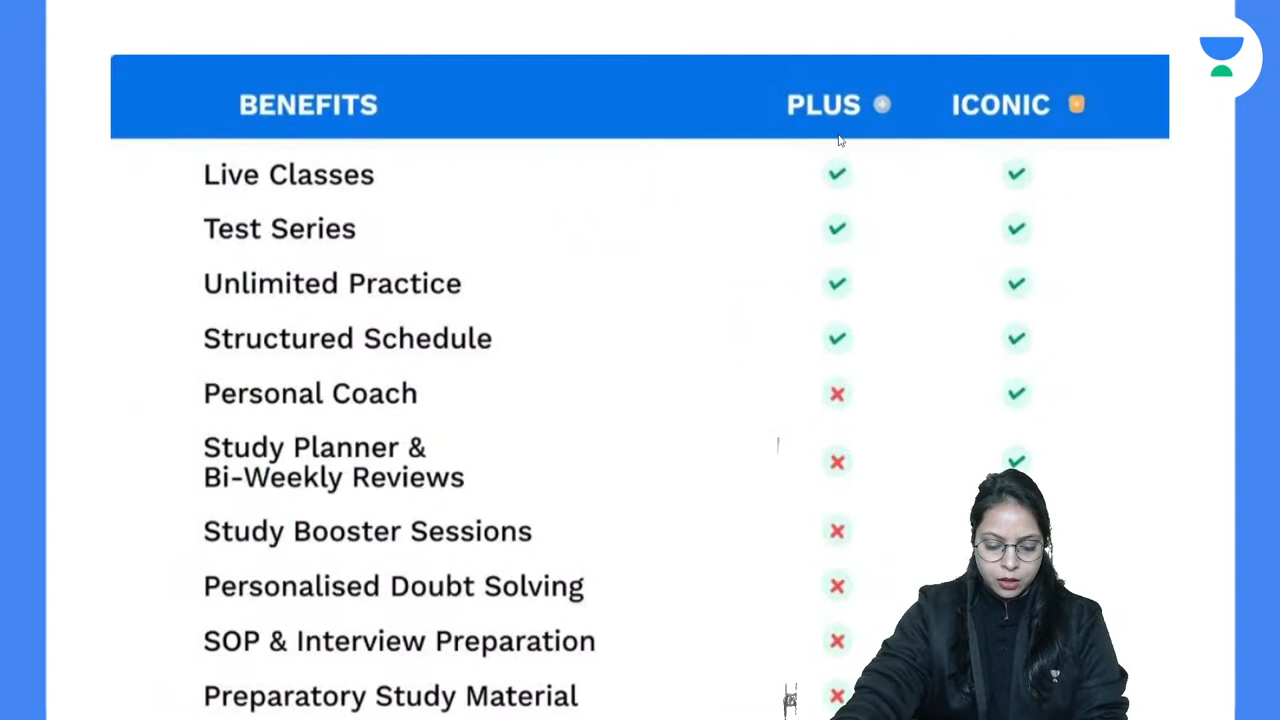 BENEFITS PLUS ICONIC
Live Classes
Test Series
Unlimited Practice
Structured Schedule
Personal Coach
Study Planner &
Bi-Weekly Reviews
Study Booster Sessions
Personalised Doubt Solving
SOP & Interview Preparation
Preparatory Study Material